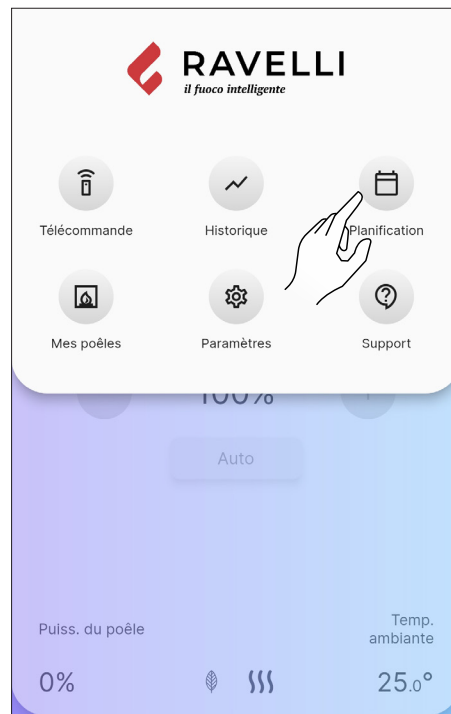 RAVELLI
il fuoco intelligente
Télécommande
Historique
Planification
Mes poêles
Paramètres
Support
100%
Auto
Puiss. du poêle
Temp.
ambiante
0%
25.0°